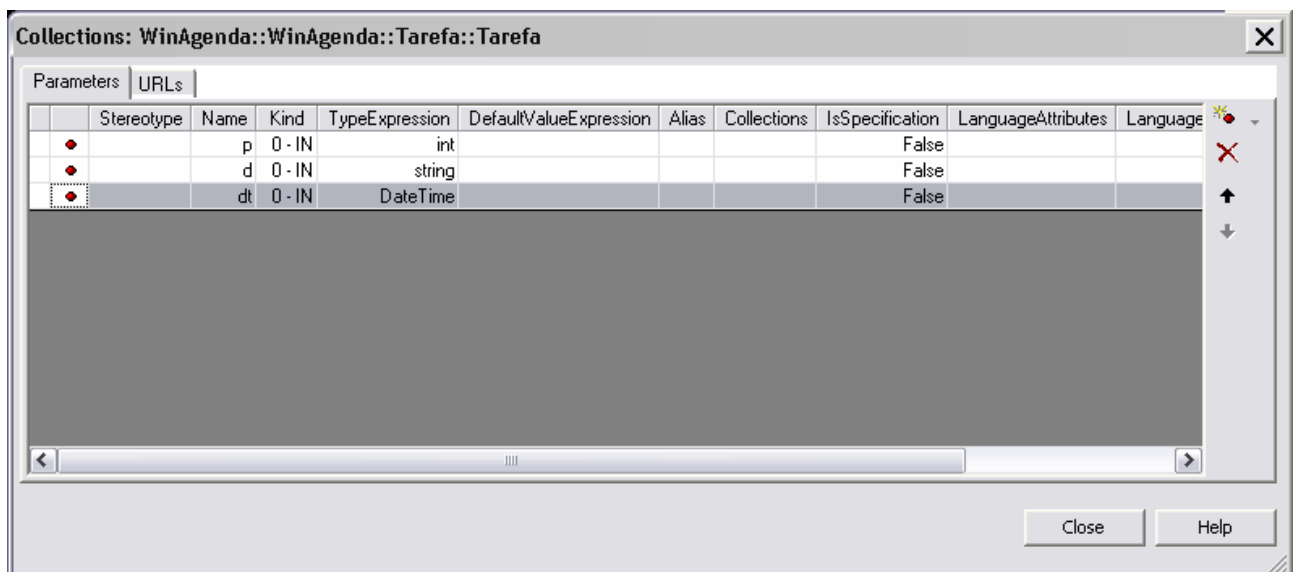 Collections: WinAgenda::WinAgenda::Tarefa::Tarefa
Parameters URLs
Stereotype Name Kind TypeExpression DefaultValueExpression Alias Collections IsSpecification LanguageAttributes Language
p 0 - IN int False
d 0 - IN string False
dt 0 - IN DateTime False
Close Help